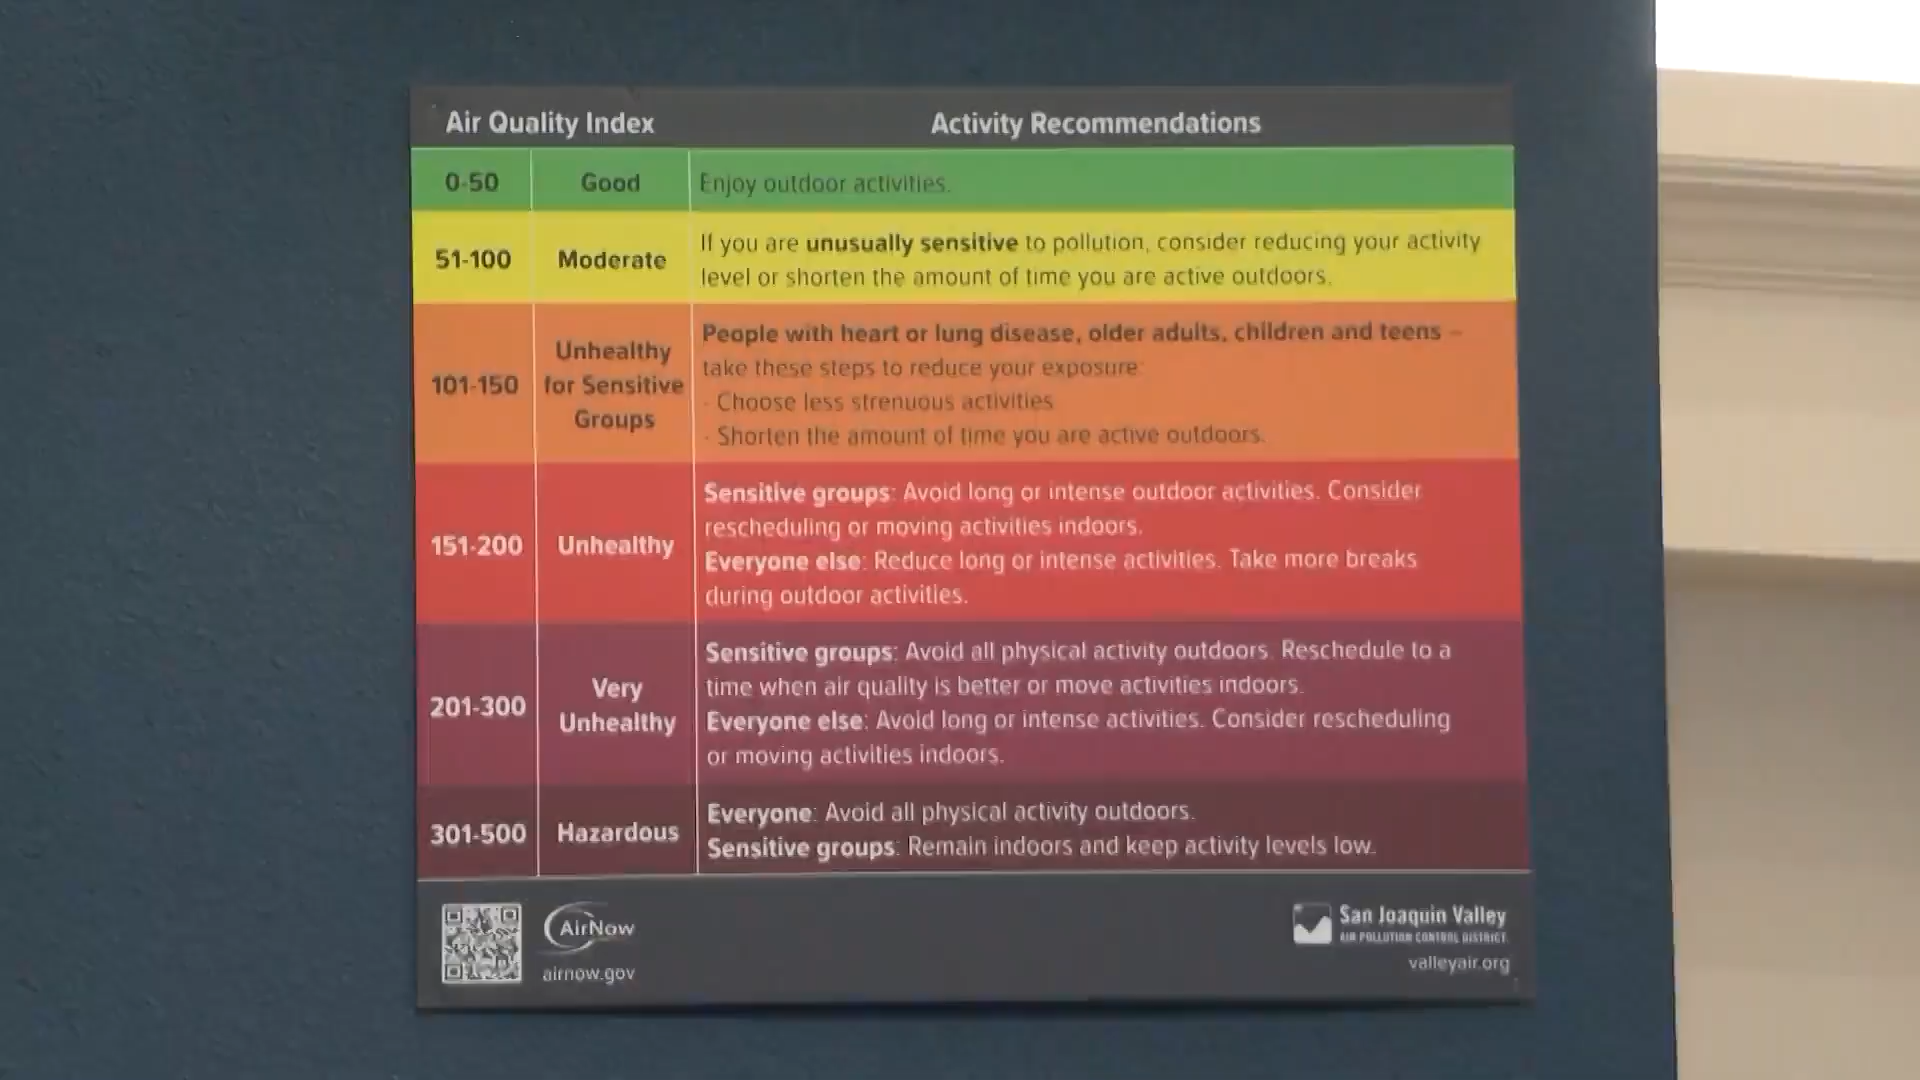 Air Quality Index
Activity Recommendations
0-50
Good
Enjoy outdoor activities.
51-100
Moderate
If you are unusually sensitive to pollution, consider reducing your activity
level or shorten the amount of time you are active outdoors.
101-150
Unhealthy
for Sensitive
Groups
People with heart or lung disease, older adults, children and teens –
take these steps to reduce your exposure:
- Choose less strenuous activities
- Shorten the amount of time you are active outdoors.
151-200
Unhealthy
Sensitive groups: Avoid long or intense outdoor activities. Consider
rescheduling or moving activities indoors.
Everyone else: Reduce long or intense activities. Take more breaks
during outdoor activities.
201-300
Very
Unhealthy
Sensitive groups: Avoid all physical activity outdoors. Reschedule to a
time when air quality is better or move activities indoors.
Everyone else: Avoid long or intense activities. Consider rescheduling
or moving activities indoors.
301-500
Hazardous
Everyone: Avoid all physical activity outdoors.
Sensitive groups: Remain indoors and keep activity levels low.
AirNow
airnow.gov
San Joaquin Valley
AIR POLLUTION CONTROL DISTRICT
valleyair.org